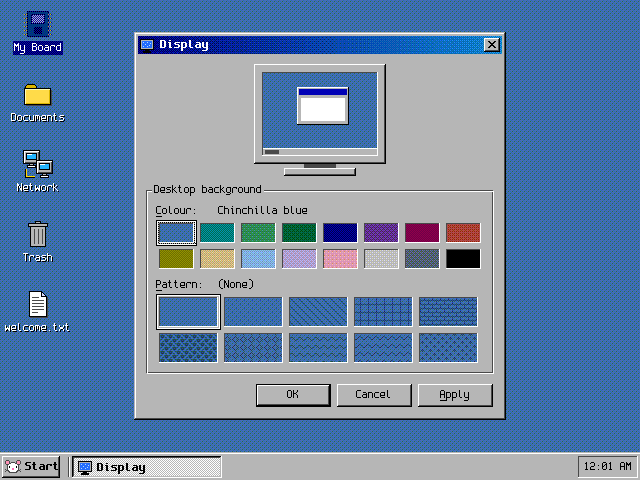 My Board
Documents
Network
Trash
welcome.txt
Display
Desktop background
Colour: Chinchilla blue
Pattern: (None)
OK Cancel Apply
Start Display 12:01 AM